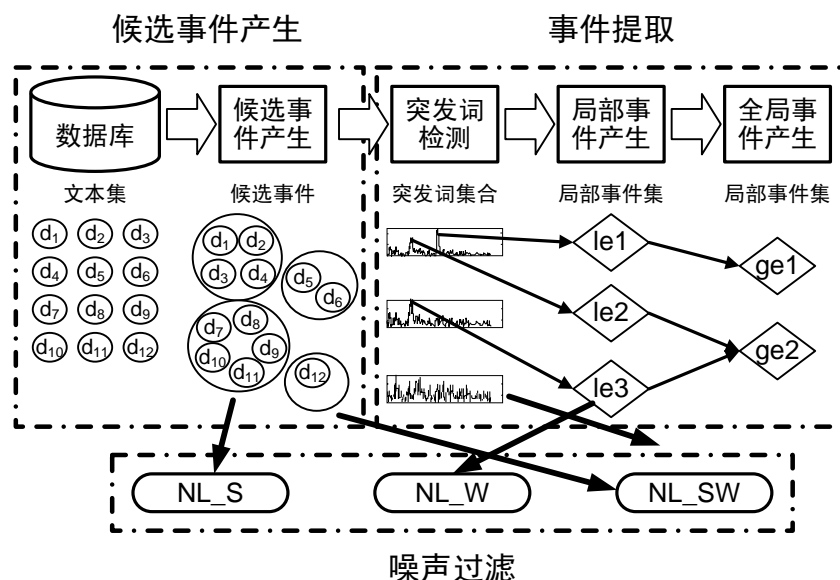 候选事件产生
事件提取
数据库
候选事
件产生
突发词
检测
局部事
件产生
全局事
件产生
文本集
候选事件
突发词集合
局部事件集
局部事件集
d1 d2 d3
d4 d5 d6
d7 d8 d9
d10 d11 d12
d1 d2
d3 d4
d5
d6
d7 d8
d9
d10
d11
d12
le1
le2
le3
ge1
ge2
NL_S
NL_W
NL_SW
噪声过滤